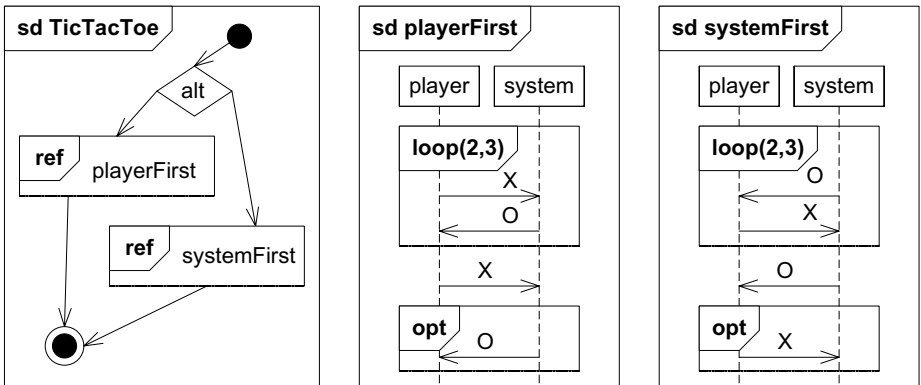 sd TicTacToe
alt
ref
playerFirst
ref
systemFirst
sd playerFirst
player
system
loop(2,3)
X
O
X
opt
O
sd systemFirst
player
system
loop(2,3)
O
X
O
opt
X